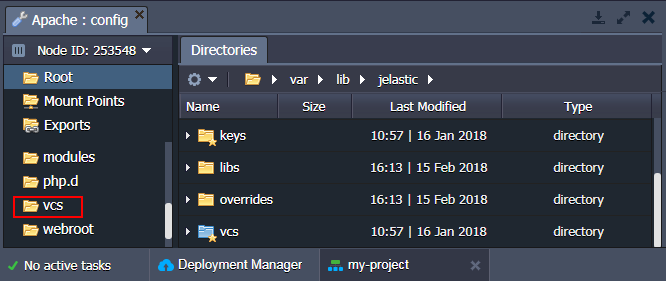 Apache : config
Node ID: 253548
Directories
Root
Mount Points
Exports
modules
php.d
vcs
webroot
var lib jelastic
Name Size Last Modified Type
keys 10:57 | 16 Jan 2018 directory
libs 16:13 | 15 Feb 2018 directory
overrides 16:13 | 15 Feb 2018 directory
vcs 10:57 | 16 Jan 2018 directory
No active tasks Deployment Manager my-project